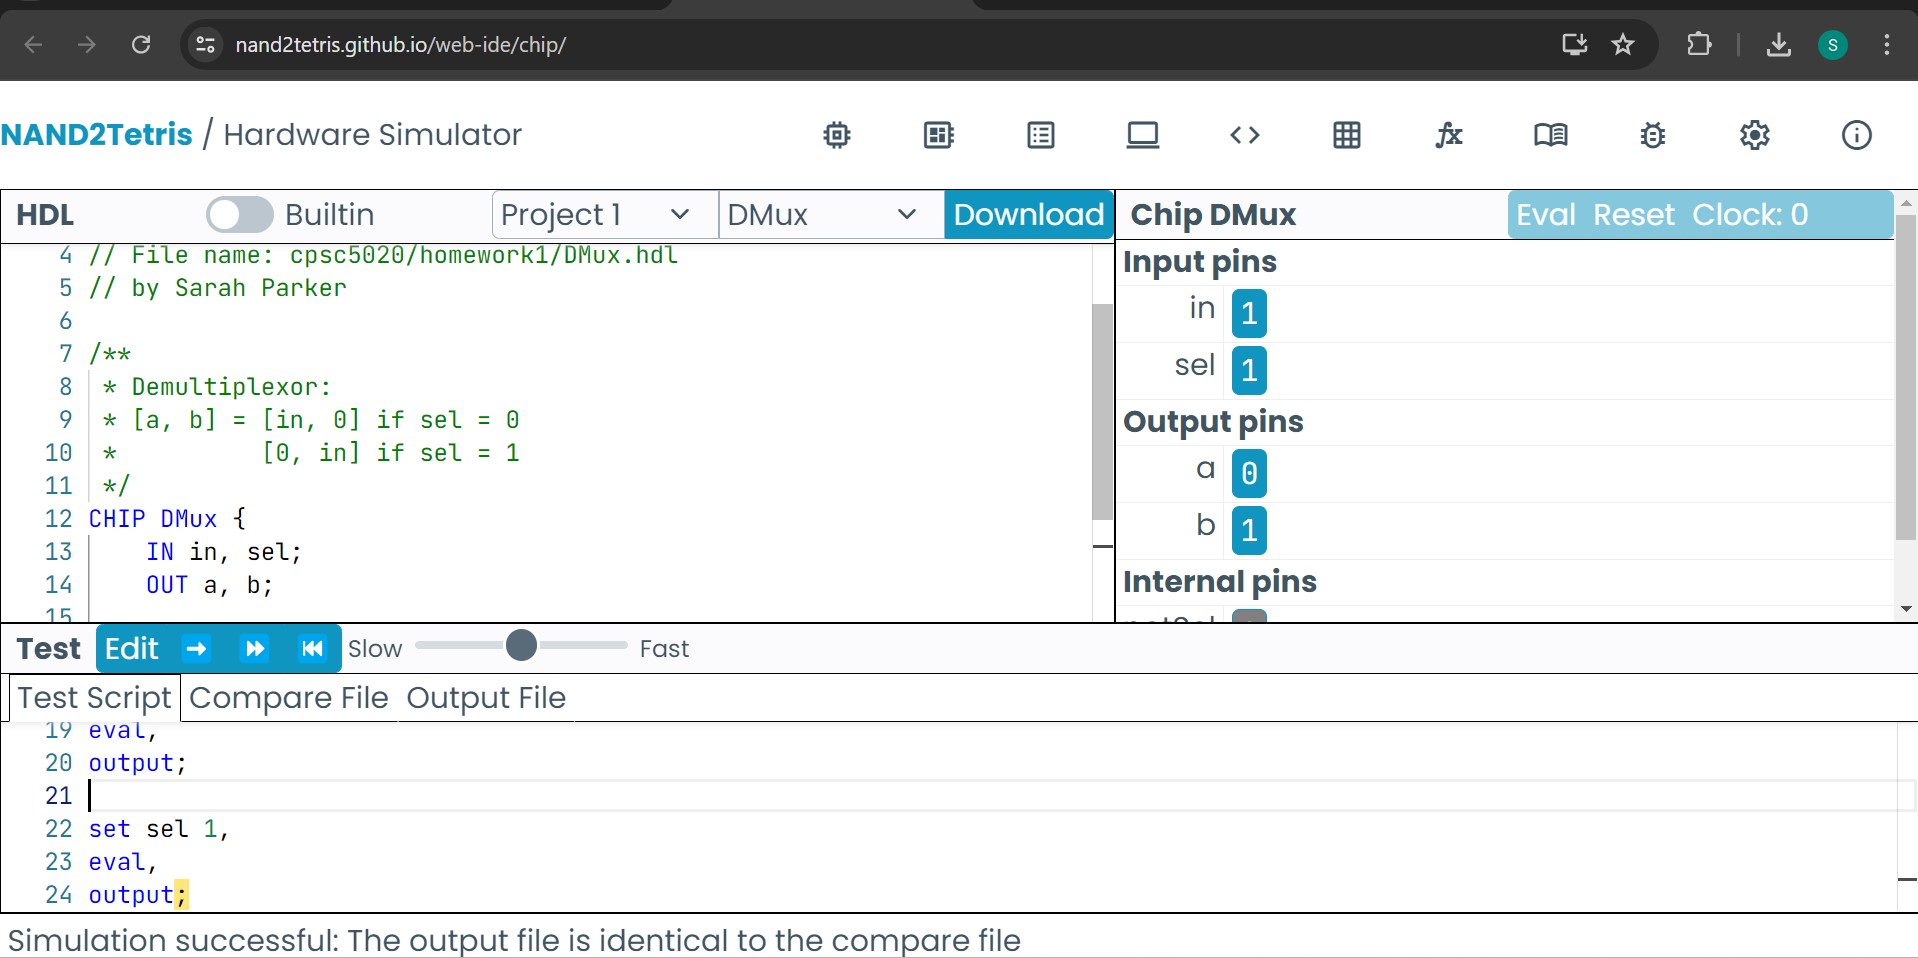 nand2tetris.github.io/web-ide/chip/
S
NAND2Tetris / Hardware Simulator
HDL Builtin Project 1 DMux Download
4 // File name: cpsc5020/homework1/DMux.hdl
5 // by Sarah Parker
6
7 /**
8  * Demultiplexor:
9  * [a, b] = [in, 0] if sel = 0
10  *          [0, in] if sel = 1
11  */
12 CHIP DMux {
13     IN in, sel;
14     OUT a, b;
15
Chip DMux Eval Reset Clock: 0
Input pins
in 1
sel 1
Output pins
a 0
b 1
Internal pins
Test Edit Slow Fast
Test Script Compare File Output File
19 eval,
20 output;
21
22 set sel 1,
23 eval,
24 output;
Simulation successful: The output file is identical to the compare file